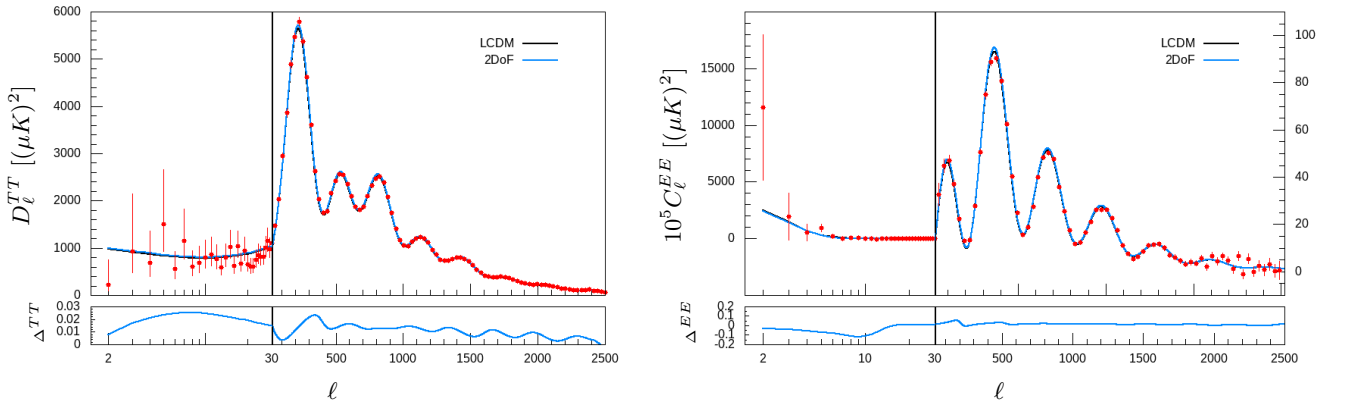 6000
5000
4000
3000
2000
1000
0
D_ℓ^{TT} [(μK)^2]
LCDM
2DoF
0.03
0.02
0.01
0
Δ^{TT}
2 30 500 1000 1500 2000 2500
ℓ
15000
10000
5000
0
10^5 C_ℓ^{EE} [(μK)^2]
LCDM
2DoF
100
80
60
40
20
0
0.2
0.1
0
-0.1
-0.2
Δ^{EE}
2 10 30 500 1000 1500 2000 2500
ℓ